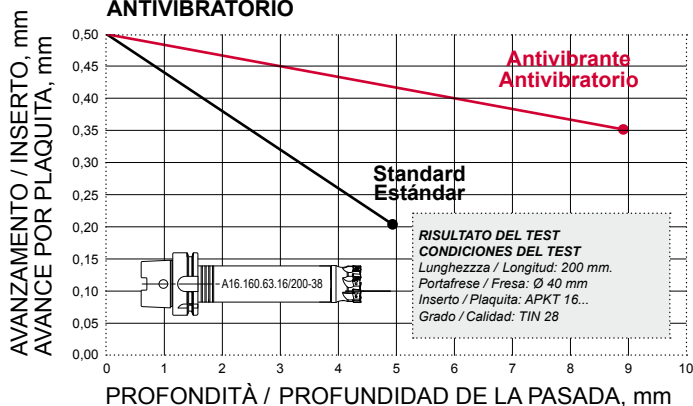 ANTIVIBRATORIO
AVANZAMENTO / INSERTO, mm
AVANCE POR PLAQUITA, mm
0,50
0,45
0,40
0,35
0,30
0,25
0,20
0,15
0,10
0,05
0,00
Antivibrante
Antivibratorio
Standard
Estándar
A16.160.63.16/200-38
RISULTATO DEL TEST
CONDICIONES DEL TEST
Lunghezzza / Longitud: 200 mm.
Portafrese / Fresa: Ø 40 mm
Inserto / Plaquita: APKT 16...
Grado / Calidad: TIN 28
0 1 2 3 4 5 6 7 8 9 10
PROFONDITÀ / PROFUNDIDAD DE LA PASADA, mm